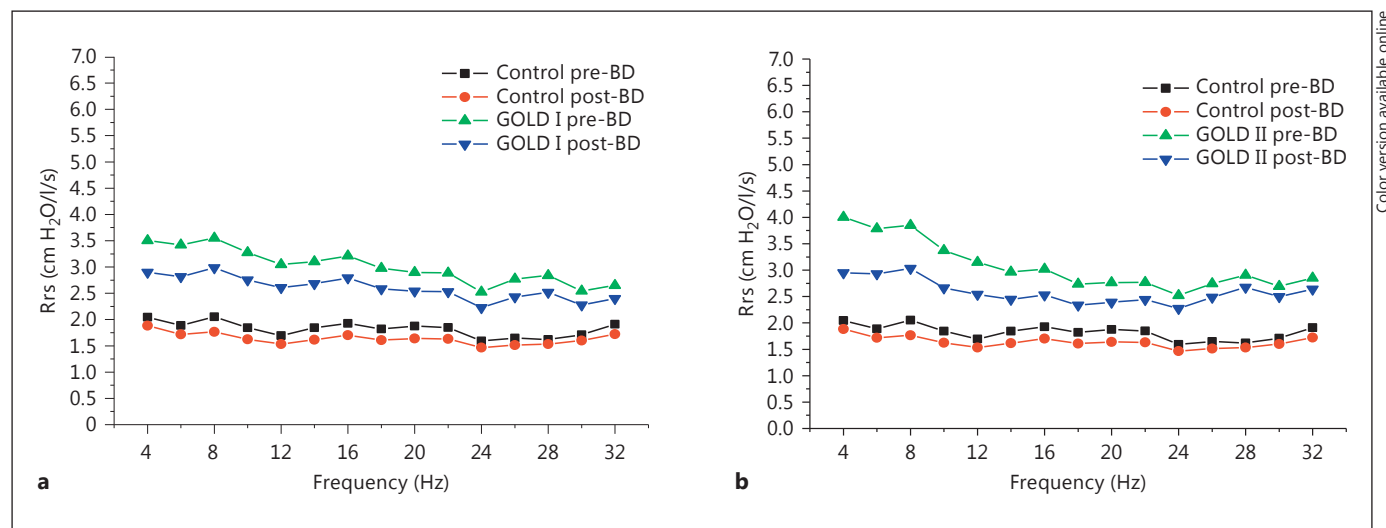 7.0
6.5
6.0
5.5
5.0
4.5
4.0
3.5
3.0
2.5
2.0
1.5
1.0
0.5
0
Rrs (cm H₂O/l/s)
Control pre-BD
Control post-BD
GOLD I pre-BD
GOLD I post-BD
4 8 12 16 20 24 28 32
Frequency (Hz)
a
7.0
6.5
6.0
5.5
5.0
4.5
4.0
3.5
3.0
2.5
2.0
1.5
1.0
0.5
0.0
Rrs (cm H₂O/l/s)
Control pre-BD
Control post-BD
GOLD II pre-BD
GOLD II post-BD
4 8 12 16 20 24 28 32
Frequency (Hz)
b
Color version available online